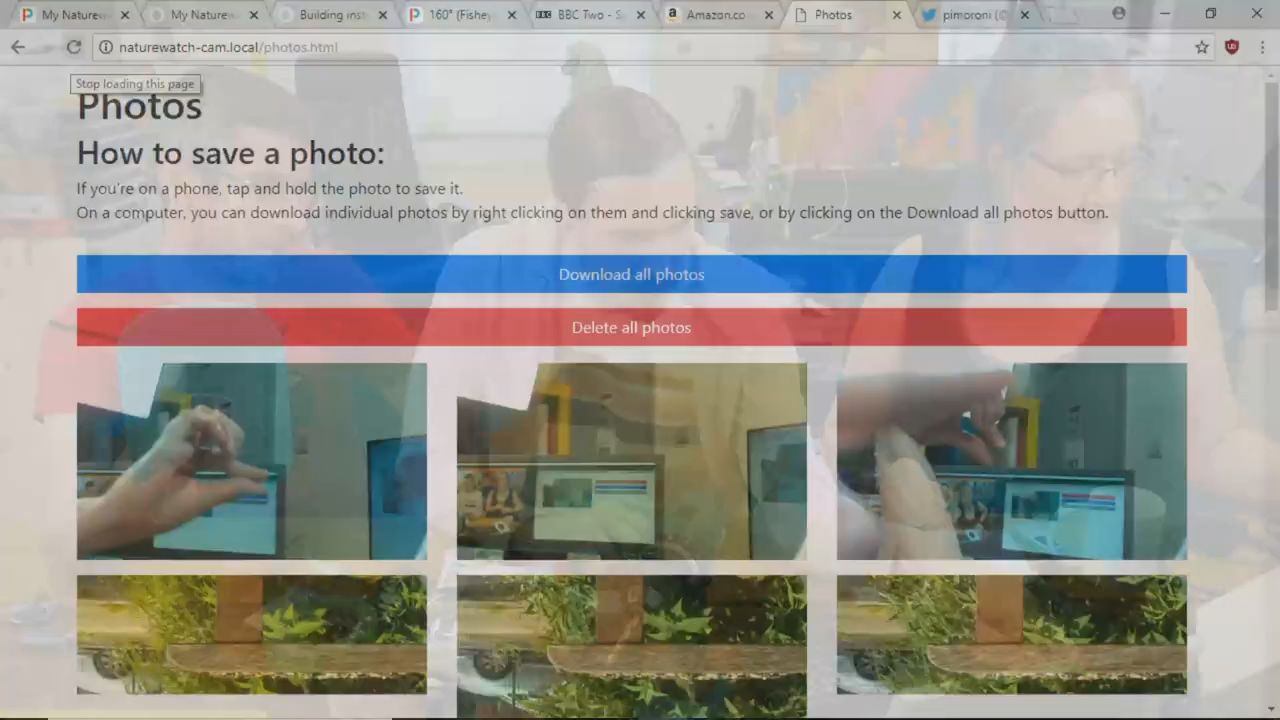 My Naturew
My Naturew
Building inst
160° (Fishey
BBC Two - S
Amazon.co
Photos
pimoroni (@
naturewatch-cam.local/photos.html
Stop loading this page
Photos
How to save a photo:
If you're on a phone, tap and hold the photo to save it.
On a computer, you can download individual photos by right clicking on them and clicking save, or by clicking on the Download all photos button.
Download all photos
Delete all photos